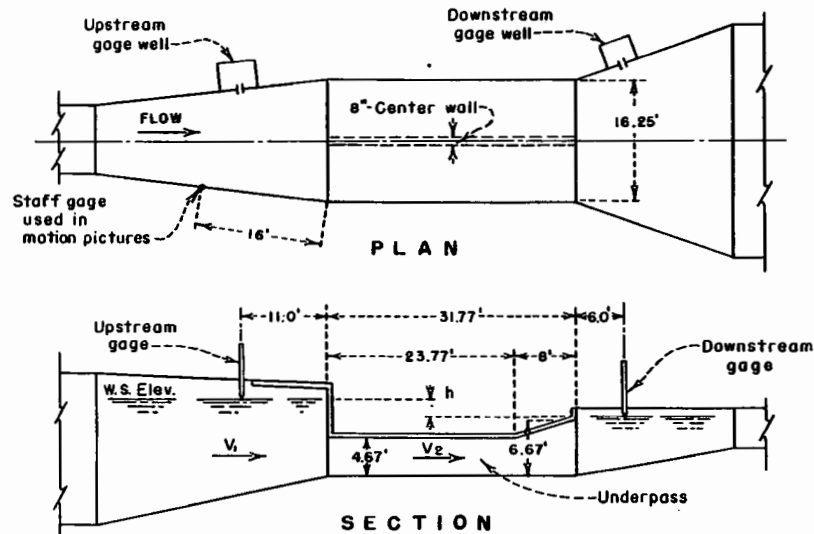 Upstream
gage well
Downstream
gage well
8"-Center wall
FLOW
16.25'
Staff gage
used in
motion pictures
16'
PLAN
Upstream
gage
11.0'
31.77'
6.0'
23.77'
8'
Downstream
gage
W.S. Elev.
h
V₁
V₂
4.67'
6.67'
Underpass
SECTION